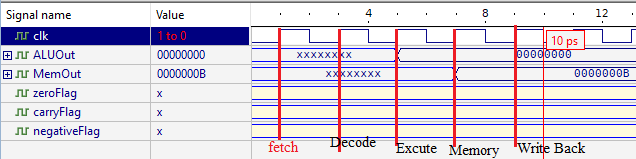 Signal name Value 4 8 12
clk 1 to 0 10 ps
ALUOut 00000000 xxxxxxxx 00000000
MemOut 0000000B xxxxxxxx 0000000B
zeroFlag x
carryFlag x
negativeFlag x
fetch Decode Excute Memory Write Back